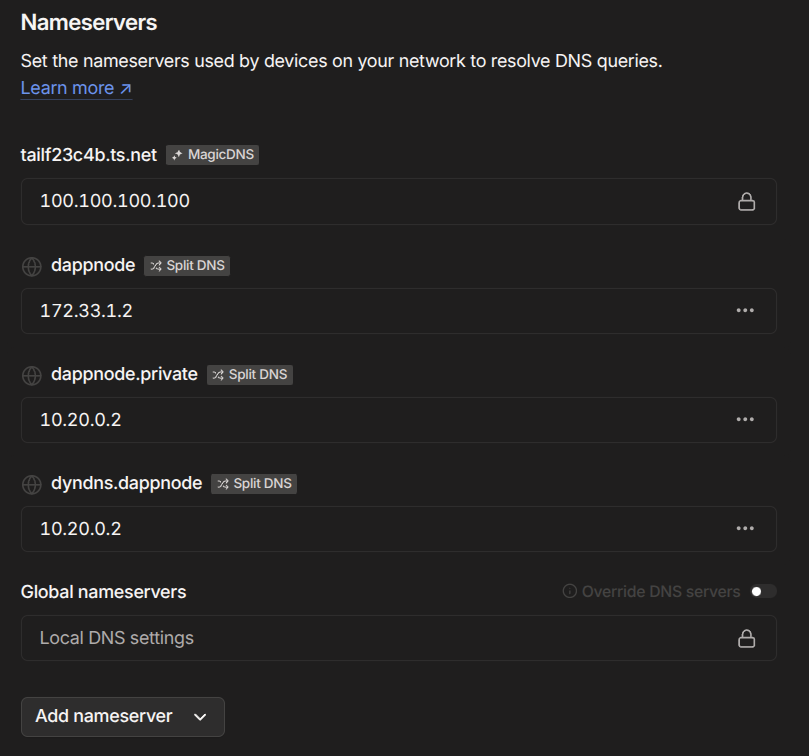 Nameservers
Set the nameservers used by devices on your network to resolve DNS queries.
Learn more ↗
tailf23c4b.ts.net MagicDNS
100.100.100.100
dappnode Split DNS
172.33.1.2
dappnode.private Split DNS
10.20.0.2
dyndns.dappnode Split DNS
10.20.0.2
Global nameservers Override DNS servers
Local DNS settings
Add nameserver